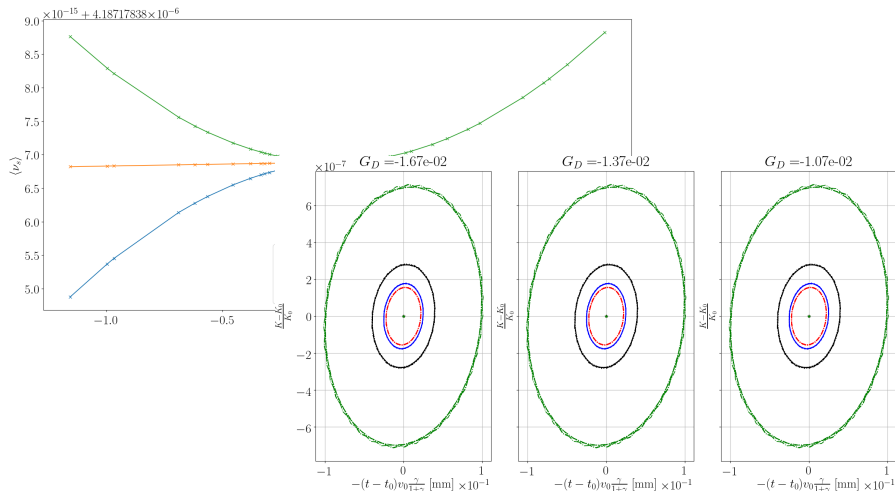 ×10⁻¹⁵ + 4.18717838×10⁻⁶
9.0
8.5
8.0
7.5
7.0
6.5
6.0
5.5
5.0
⟨ν_s⟩
−1.0
−0.5
×10⁻⁷
G_D =-1.67e-02
G_D =-1.37e-02
G_D =-1.07e-02
6
4
2
0
−2
−4
−6
K−K₀/K₀
K−K₀/K₀
K−K₀/K₀
−1 0 1
−1 0 1
−1 0 1
−(t − t₀)v₀ γ/1+γ [mm] ×10⁻¹
−(t − t₀)v₀ γ/1+γ [mm] ×10⁻¹
−(t − t₀)v₀ γ/1+γ [mm] ×10⁻¹